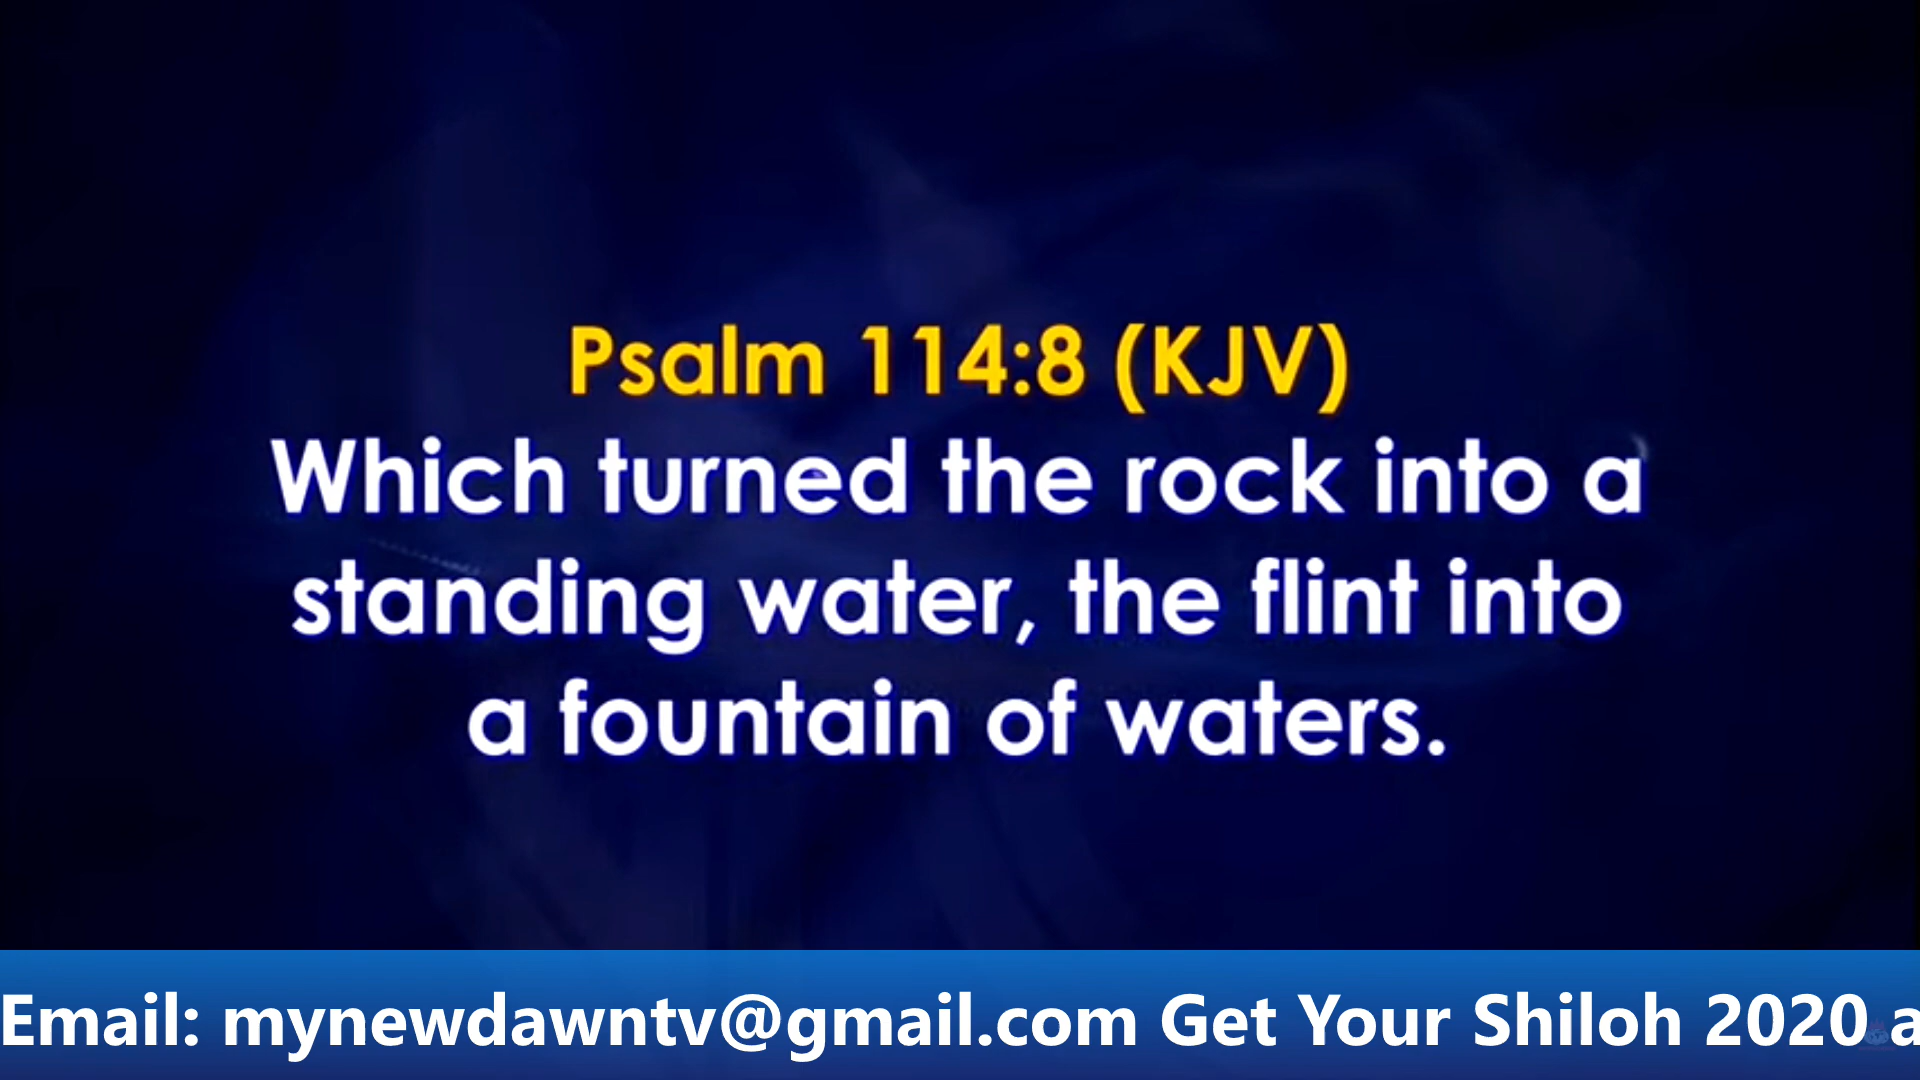 Psalm 114:8 (KJV)
Which turned the rock into a
standing water, the flint into
a fountain of waters.
Email: mynewdawntv@gmail.com Get Your Shiloh 2020 a